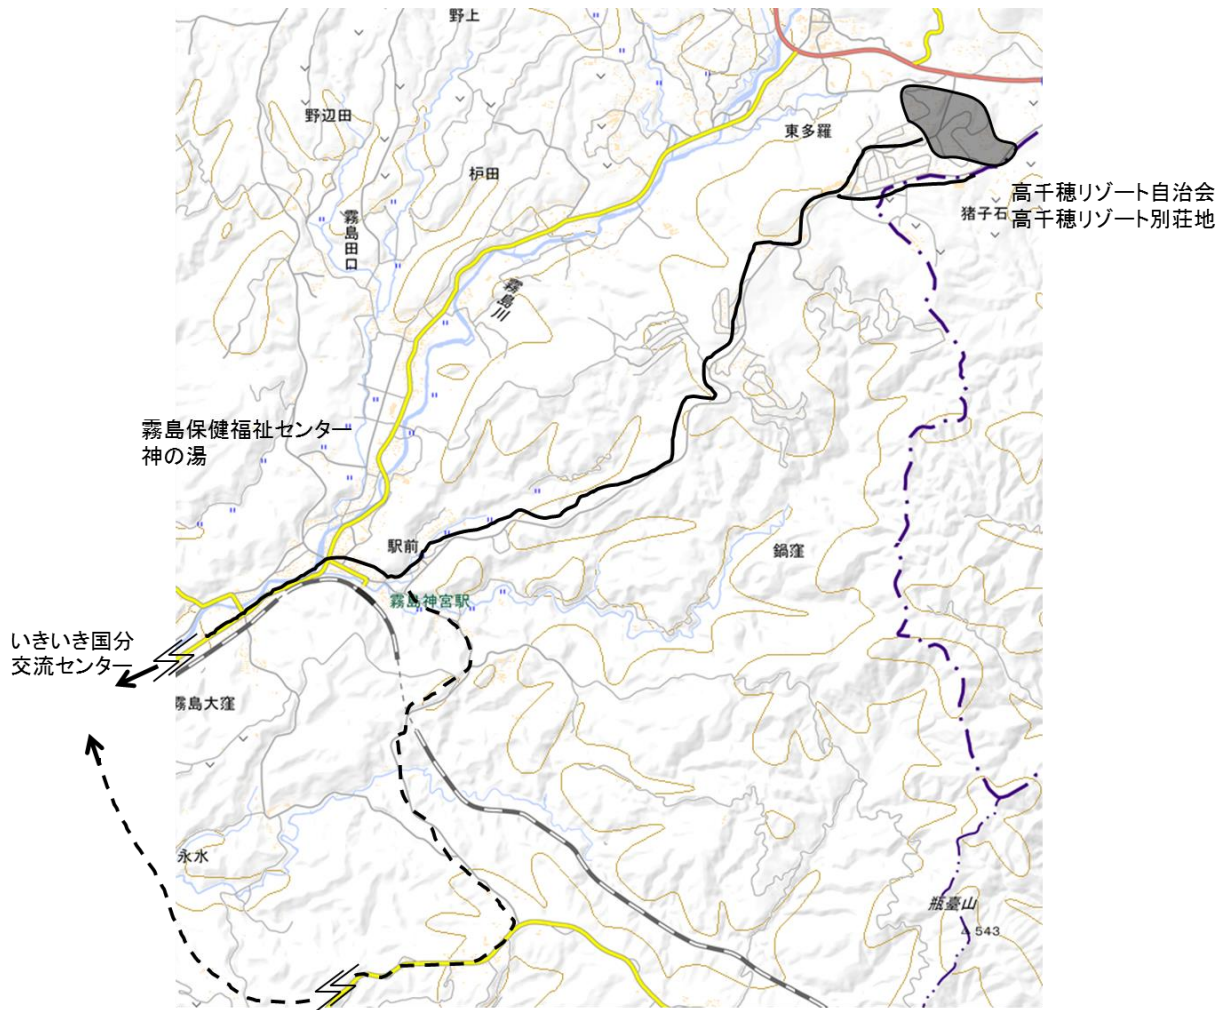 野上
野辺田
東多羅
枦田
高千穂リゾート自治会
高千穂リゾート別荘地
猪子石
霧島田口
霧島川
霧島保健福祉センター
神の湯
駅前
鍋窪
霧島神宮駅
いきいき国分
交流センター
霧島大窪
永水
瓶臺山
543